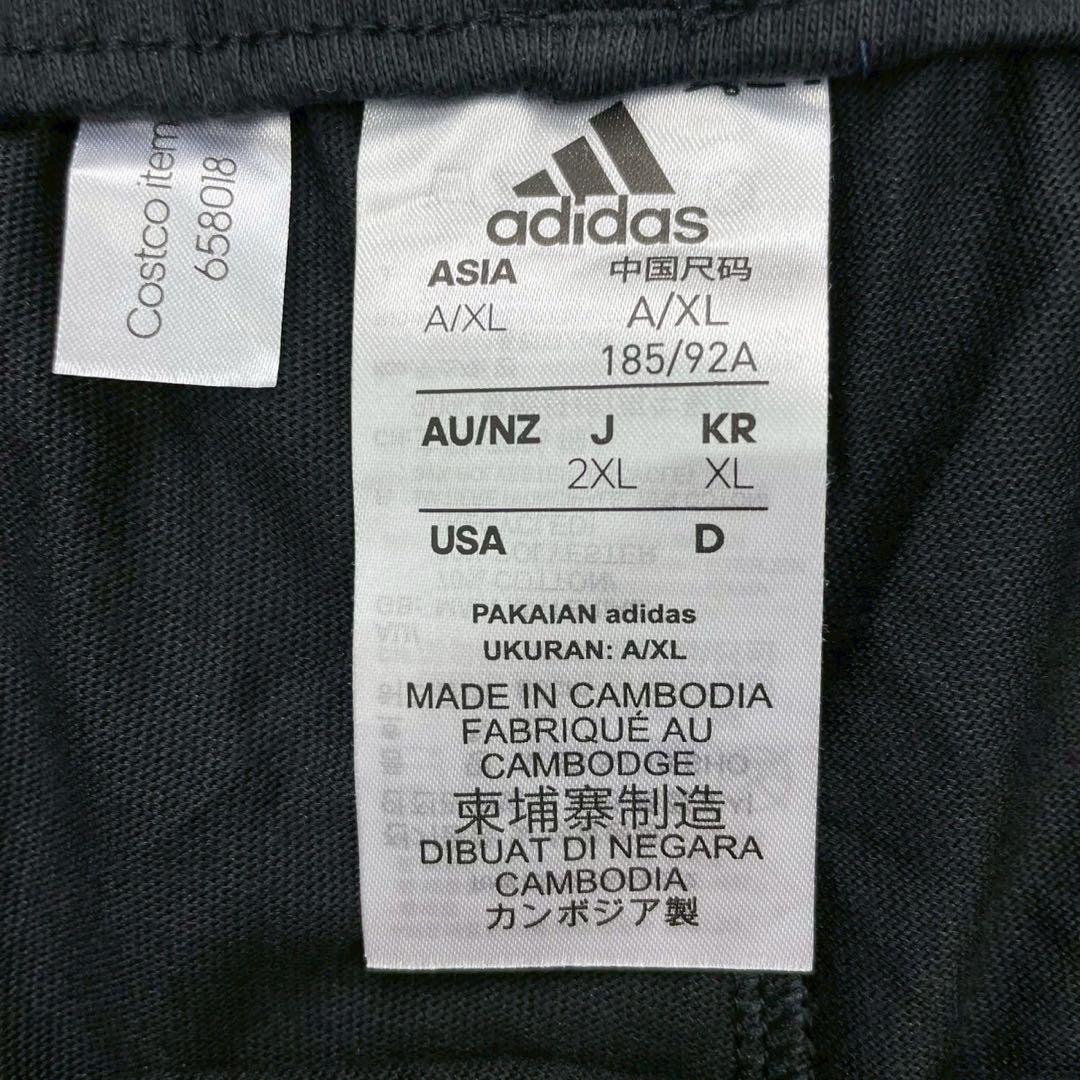 Costco item
658018
adidas
ASIA 中国尺码
A/XL A/XL
185/92A
AU/NZ J KR
2XL XL
USA D
PAKAIAN adidas
UKURAN: A/XL
MADE IN CAMBODIA
FABRIQUÉ AU
CAMBODGE
柬埔寨制造
DIBUAT DI NEGARA
CAMBODIA
カンボジア製